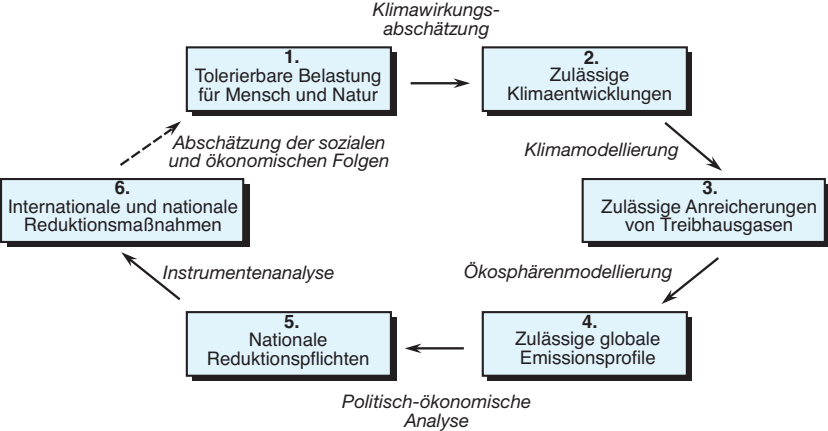 Klimawirkungs-
abschätzung
1.
Tolerierbare Belastung
für Mensch und Natur
2.
Zulässige
Klimaentwicklungen
Abschätzung der sozialen
und ökonomischen Folgen
Klimamodellierung
6.
Internationale und nationale
Reduktionsmaßnahmen
3.
Zulässige Anreicherungen
von Treibhausgasen
Instrumentenanalyse
Ökosphärenmodellierung
5.
Nationale
Reduktionspflichten
4.
Zulässige globale
Emissionsprofile
Politisch-ökonomische
Analyse